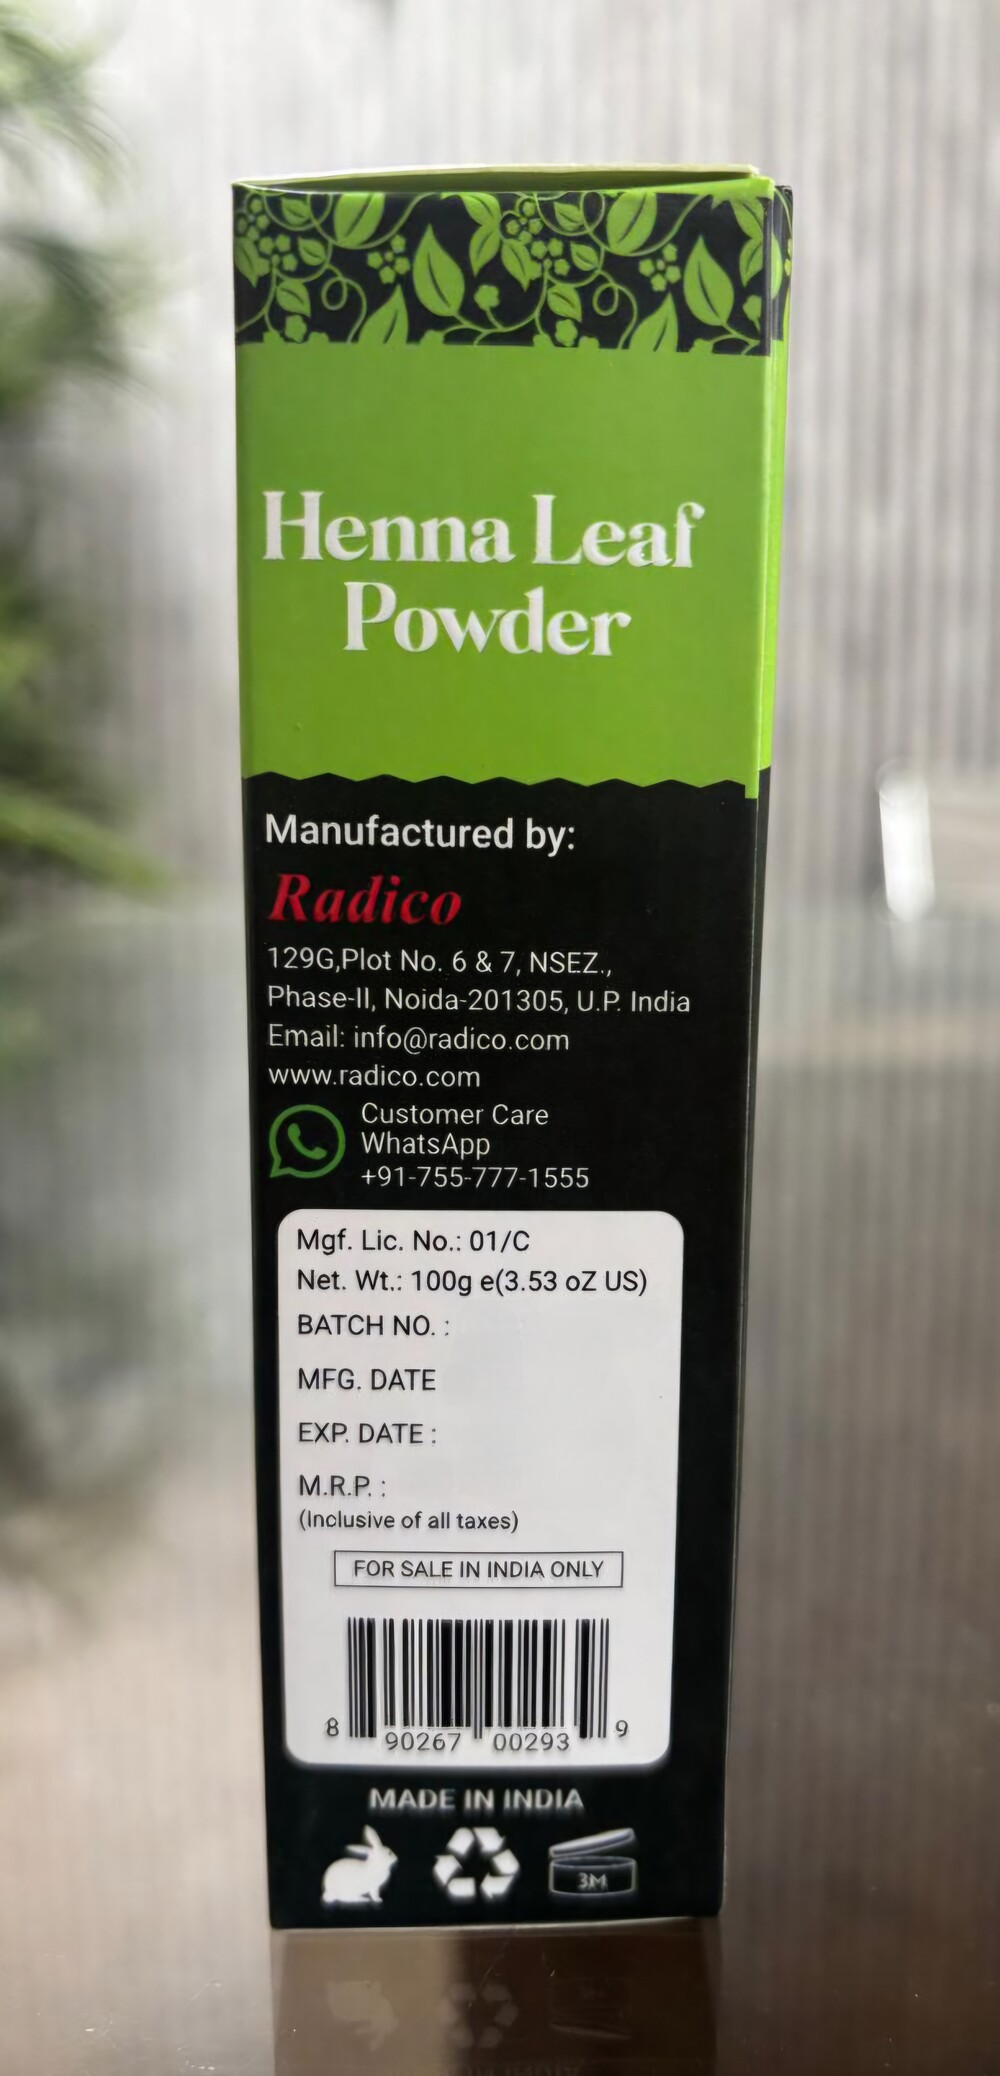 Henna Leaf
Powder
Manufactured by:
Radico
129G,Plot No. 6 & 7, NSEZ.,
Phase-II, Noida-201305, U.P. India
Email: info@radico.com
www.radico.com
Customer Care
WhatsApp
+91-755-777-1555
Mgf. Lic. No.: 01/C
Net. Wt.: 100g e(3.53 oZ US)
BATCH NO. :
MFG. DATE
EXP. DATE :
M.R.P. :
(Inclusive of all taxes)
FOR SALE IN INDIA ONLY
8 90267 00293 9
MADE IN INDIA
3M